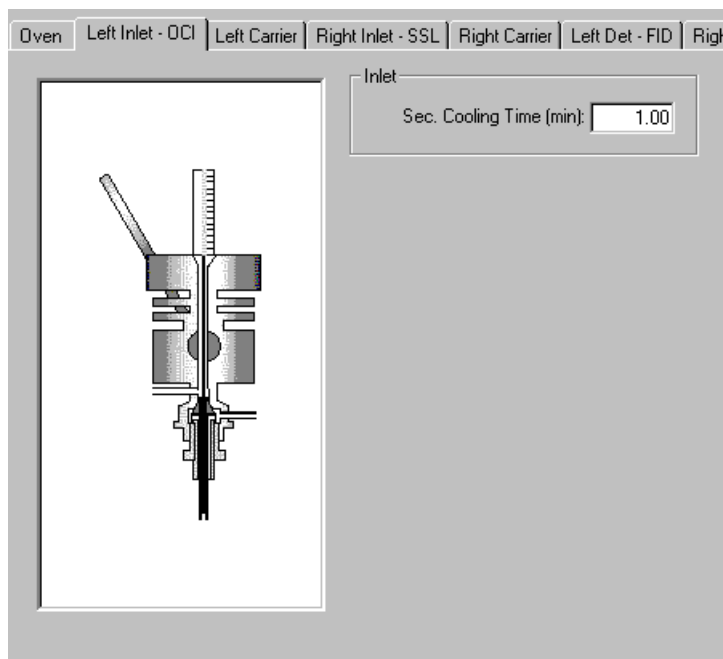 Oven Left Inlet - OCI Left Carrier Right Inlet - SSL Right Carrier Left Det - FID
Inlet
Sec. Cooling Time (min): 1.00